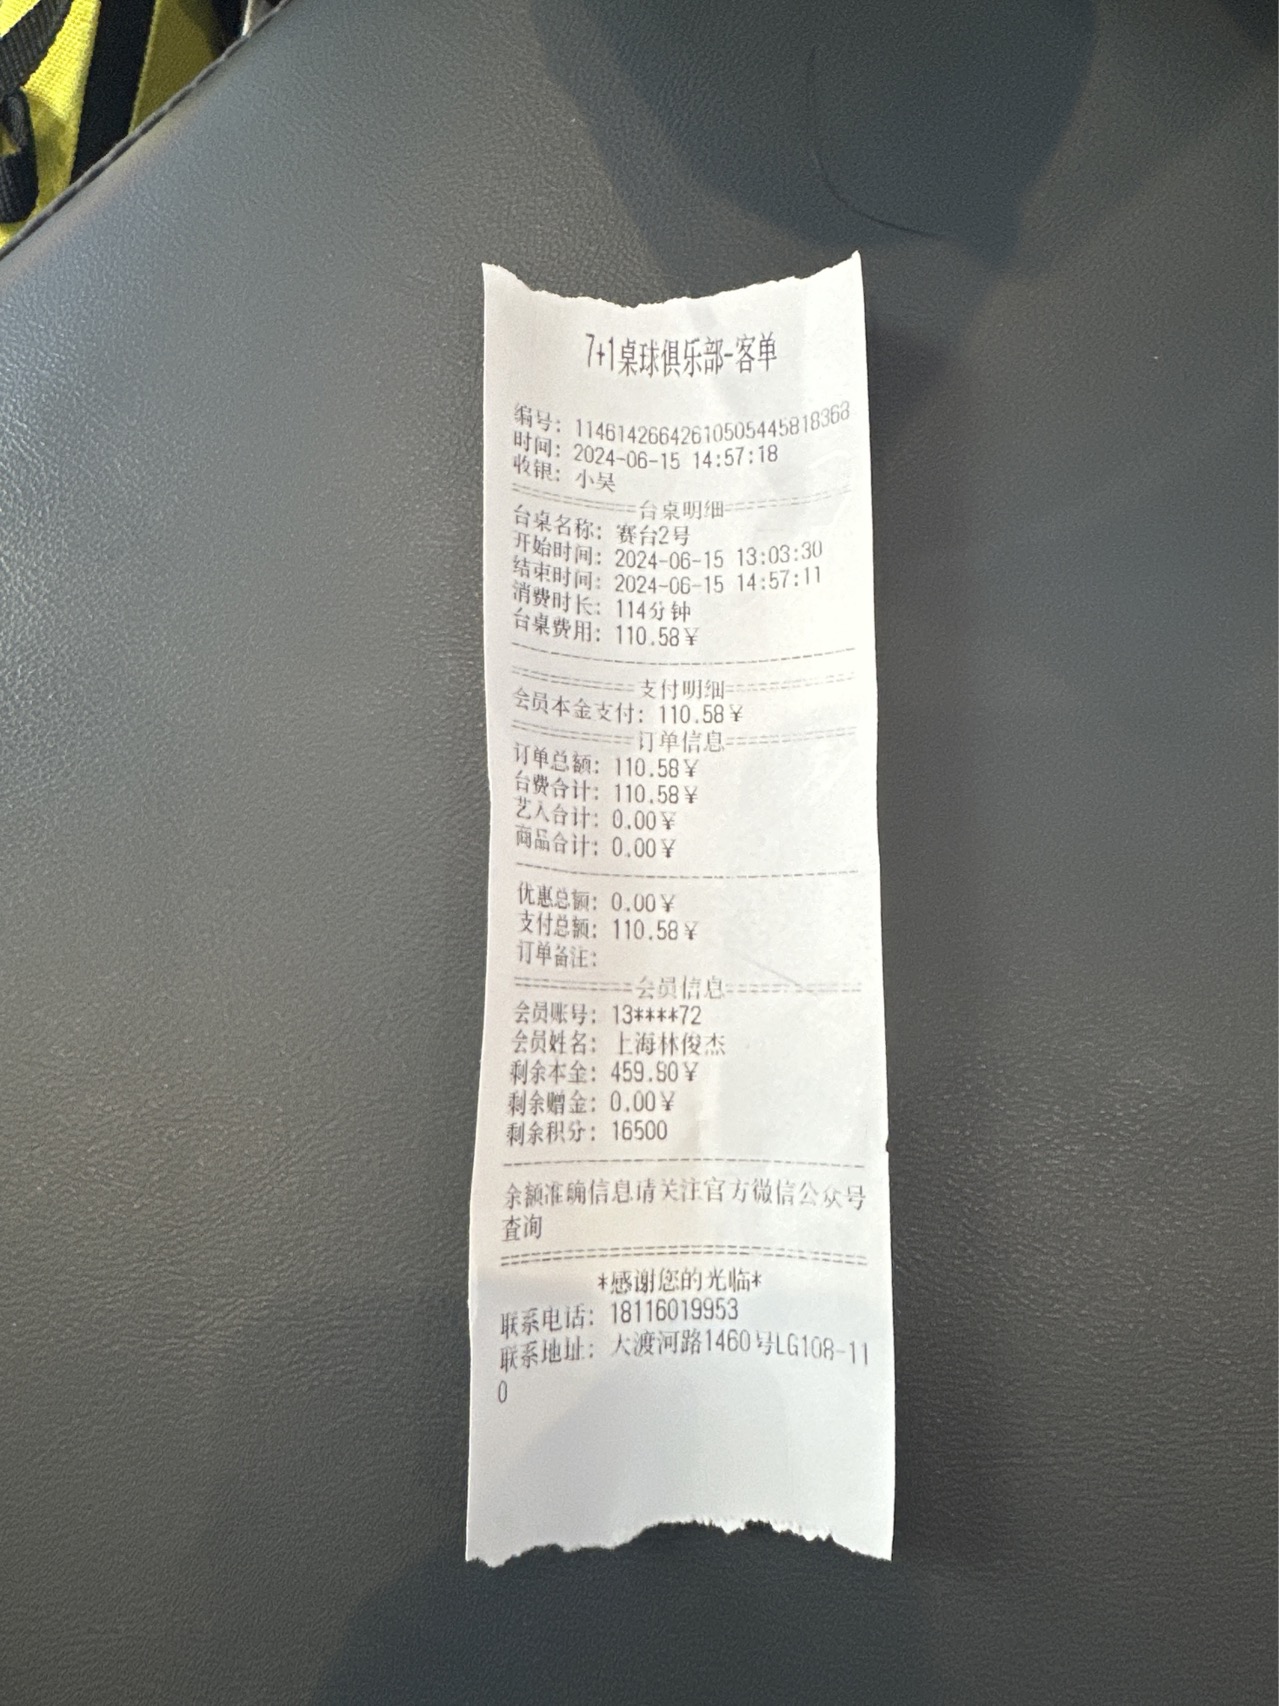 7+1桌球俱乐部-客单
编号: 1146142664261050544581836​8
时间: 2024-06-15 14:57:18
收银: 小吴
==========台桌明细==========
台桌名称: 赛台2号
开始时间: 2024-06-15 13:03:30
结束时间: 2024-06-15 14:57:11
消费时长: 114分钟
台桌费用: 110.58¥
--------------------------------
==========支付明细==========
会员本金支付: 110.58¥
==========订单信息==========
订单总额: 110.58¥
台费合计: 110.58¥
艺人合计: 0.00¥
商品合计: 0.00¥
--------------------------------
优惠总额: 0.00¥
支付总额: 110.58¥
订单备注:
==========会员信息==========
会员账号: 13****72
会员姓名: 上海林俊杰
剩余本金: 459.80¥
剩余赠金: 0.00¥
剩余积分: 16500
--------------------------------
余额准确信息请关注官方微信公众号
查询
================================
*感谢您的光临*
联系电话: 18116019953
联系地址: 大渡河路1460号LG108-11
0